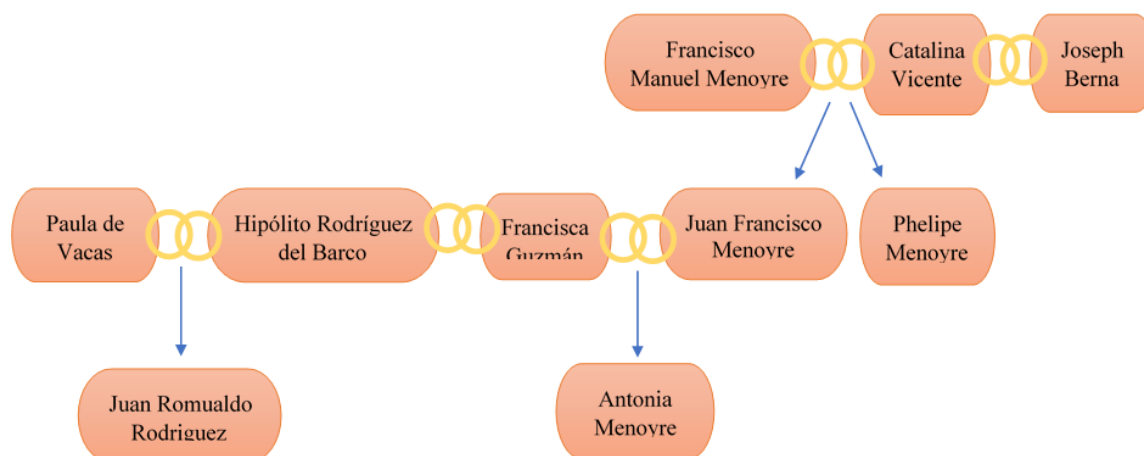 Francisco
Manuel Menoyre
Catalina
Vicente
Joseph
Berna
Paula de
Vacas
Hipólito Rodríguez
del Barco
Francisca
Guzmán
Juan Francisco
Menoyre
Phelipe
Menoyre
Juan Romualdo
Rodriguez
Antonia
Menoyre